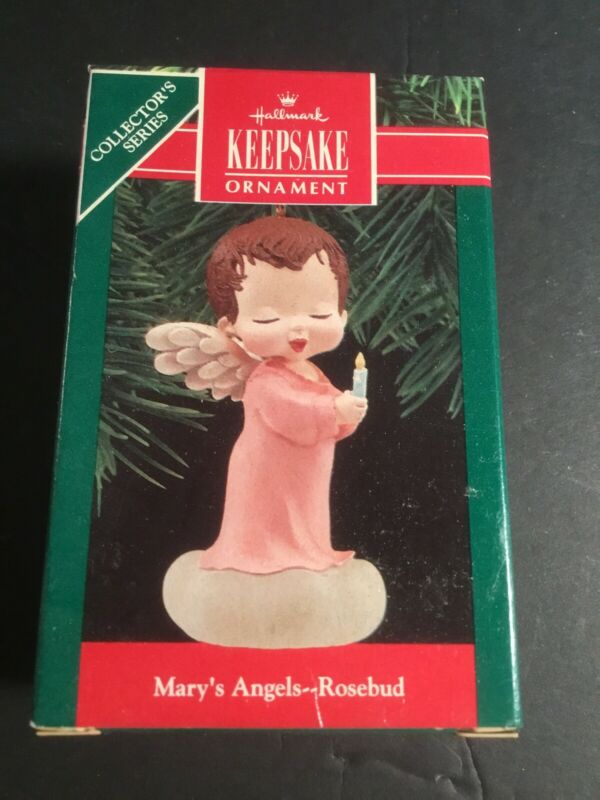 COLLECTOR'S
SERIES
Hallmark
KEEPSAKE
ORNAMENT
Mary's Angels--Rosebud